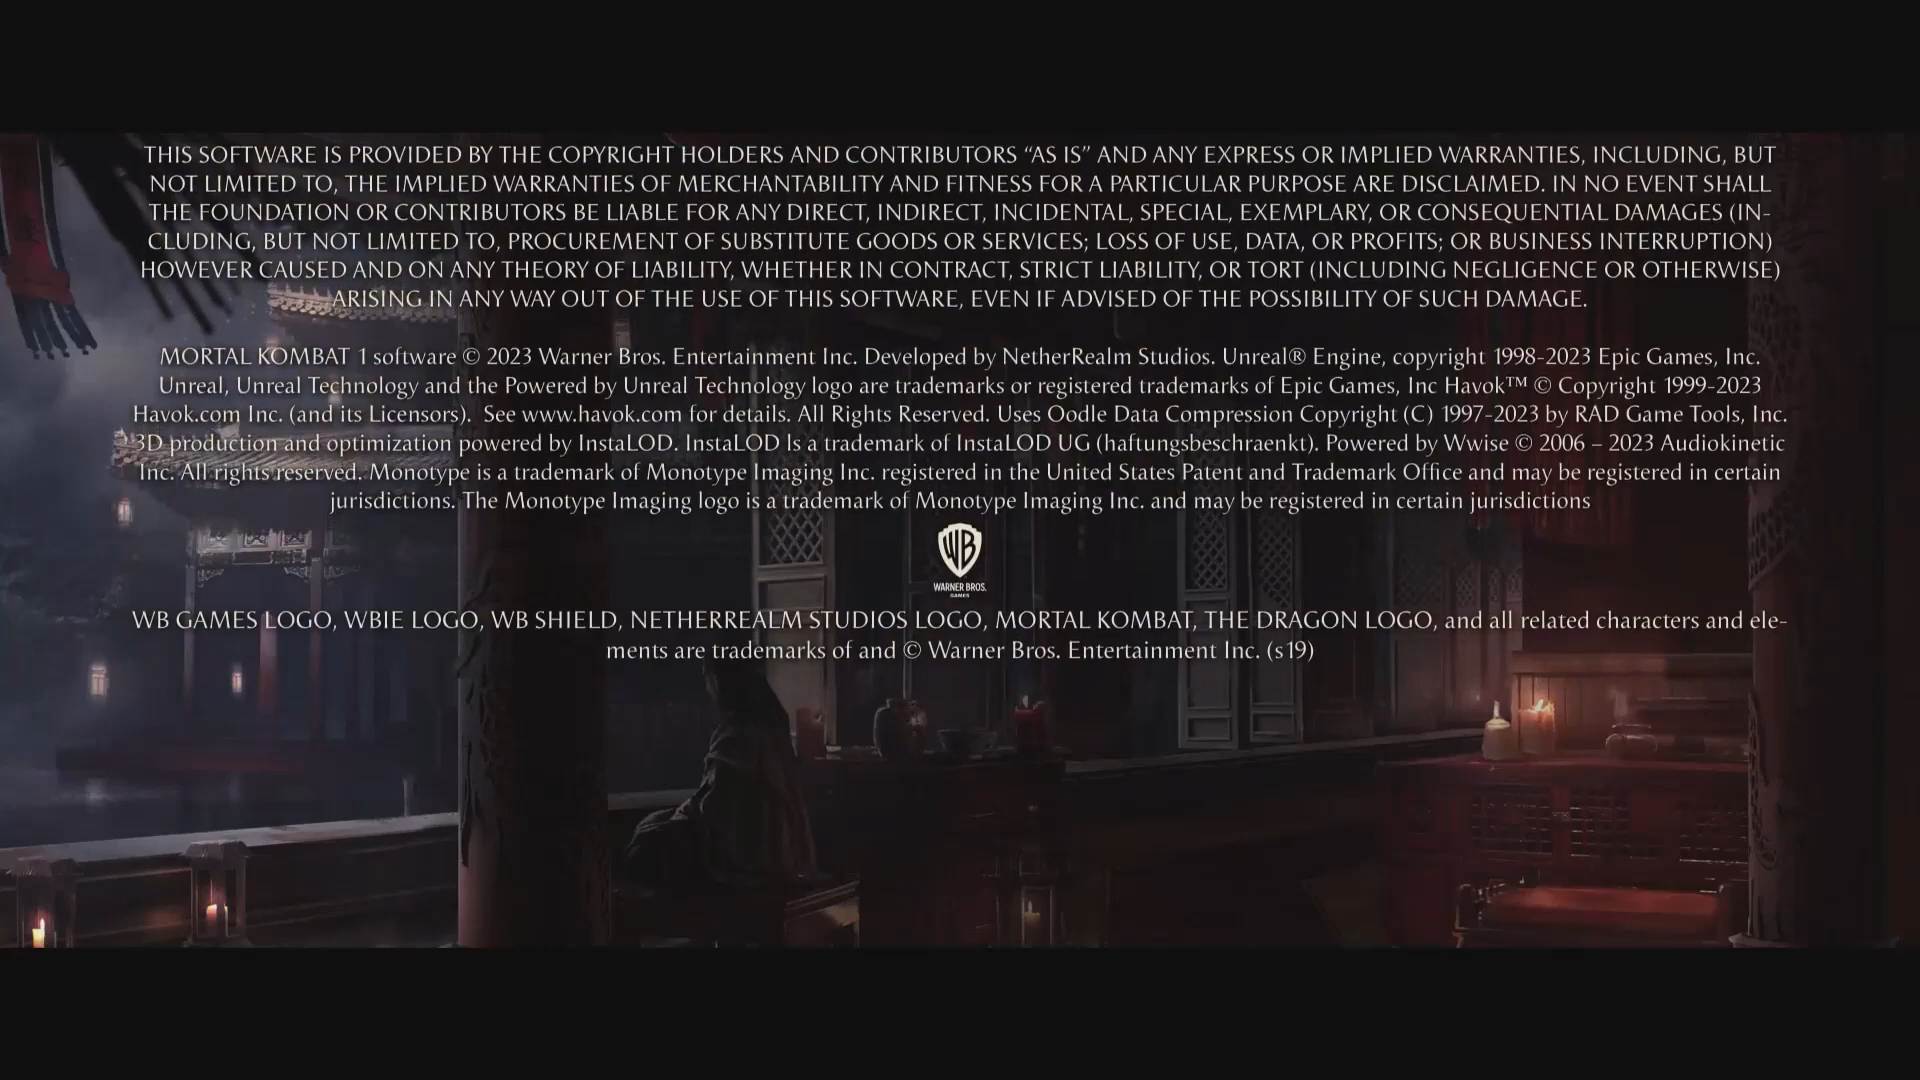 THIS SOFTWARE IS PROVIDED BY THE COPYRIGHT HOLDERS AND CONTRIBUTORS “AS IS” AND ANY EXPRESS OR IMPLIED WARRANTIES, INCLUDING, BUT
NOT LIMITED TO, THE IMPLIED WARRANTIES OF MERCHANTABILITY AND FITNESS FOR A PARTICULAR PURPOSE ARE DISCLAIMED. IN NO EVENT SHALL
THE FOUNDATION OR CONTRIBUTORS BE LIABLE FOR ANY DIRECT, INDIRECT, INCIDENTAL, SPECIAL, EXEMPLARY, OR CONSEQUENTIAL DAMAGES (IN-
CLUDING, BUT NOT LIMITED TO, PROCUREMENT OF SUBSTITUTE GOODS OR SERVICES; LOSS OF USE, DATA, OR PROFITS; OR BUSINESS INTERRUPTION)
HOWEVER CAUSED AND ON ANY THEORY OF LIABILITY, WHETHER IN CONTRACT, STRICT LIABILITY, OR TORT (INCLUDING NEGLIGENCE OR OTHERWISE)
ARISING IN ANY WAY OUT OF THE USE OF THIS SOFTWARE, EVEN IF ADVISED OF THE POSSIBILITY OF SUCH DAMAGE.
MORTAL KOMBAT 1 software © 2023 Warner Bros. Entertainment Inc. Developed by NetherRealm Studios. Unreal® Engine, copyright 1998-2023 Epic Games, Inc.
Unreal, Unreal Technology and the Powered by Unreal Technology logo are trademarks or registered trademarks of Epic Games, Inc Havok™ © Copyright 1999-2023
Havok.com Inc. (and its Licensors).  See www.havok.com for details. All Rights Reserved. Uses Oodle Data Compression Copyright (C) 1997-2023 by RAD Game Tools, Inc.
3D production and optimization powered by InstaLOD. InstaLOD Is a trademark of InstaLOD UG (haftungsbeschraenkt). Powered by Wwise © 2006 – 2023 Audiokinetic
Inc. All rights reserved. Monotype is a trademark of Monotype Imaging Inc. registered in the United States Patent and Trademark Office and may be registered in certain
jurisdictions. The Monotype Imaging logo is a trademark of Monotype Imaging Inc. and may be registered in certain jurisdictions
WB
WARNER BROS.
GAMES
WB GAMES LOGO, WBIE LOGO, WB SHIELD, NETHERREALM STUDIOS LOGO, MORTAL KOMBAT, THE DRAGON LOGO, and all related characters and ele-
ments are trademarks of and © Warner Bros. Entertainment Inc. (s19)